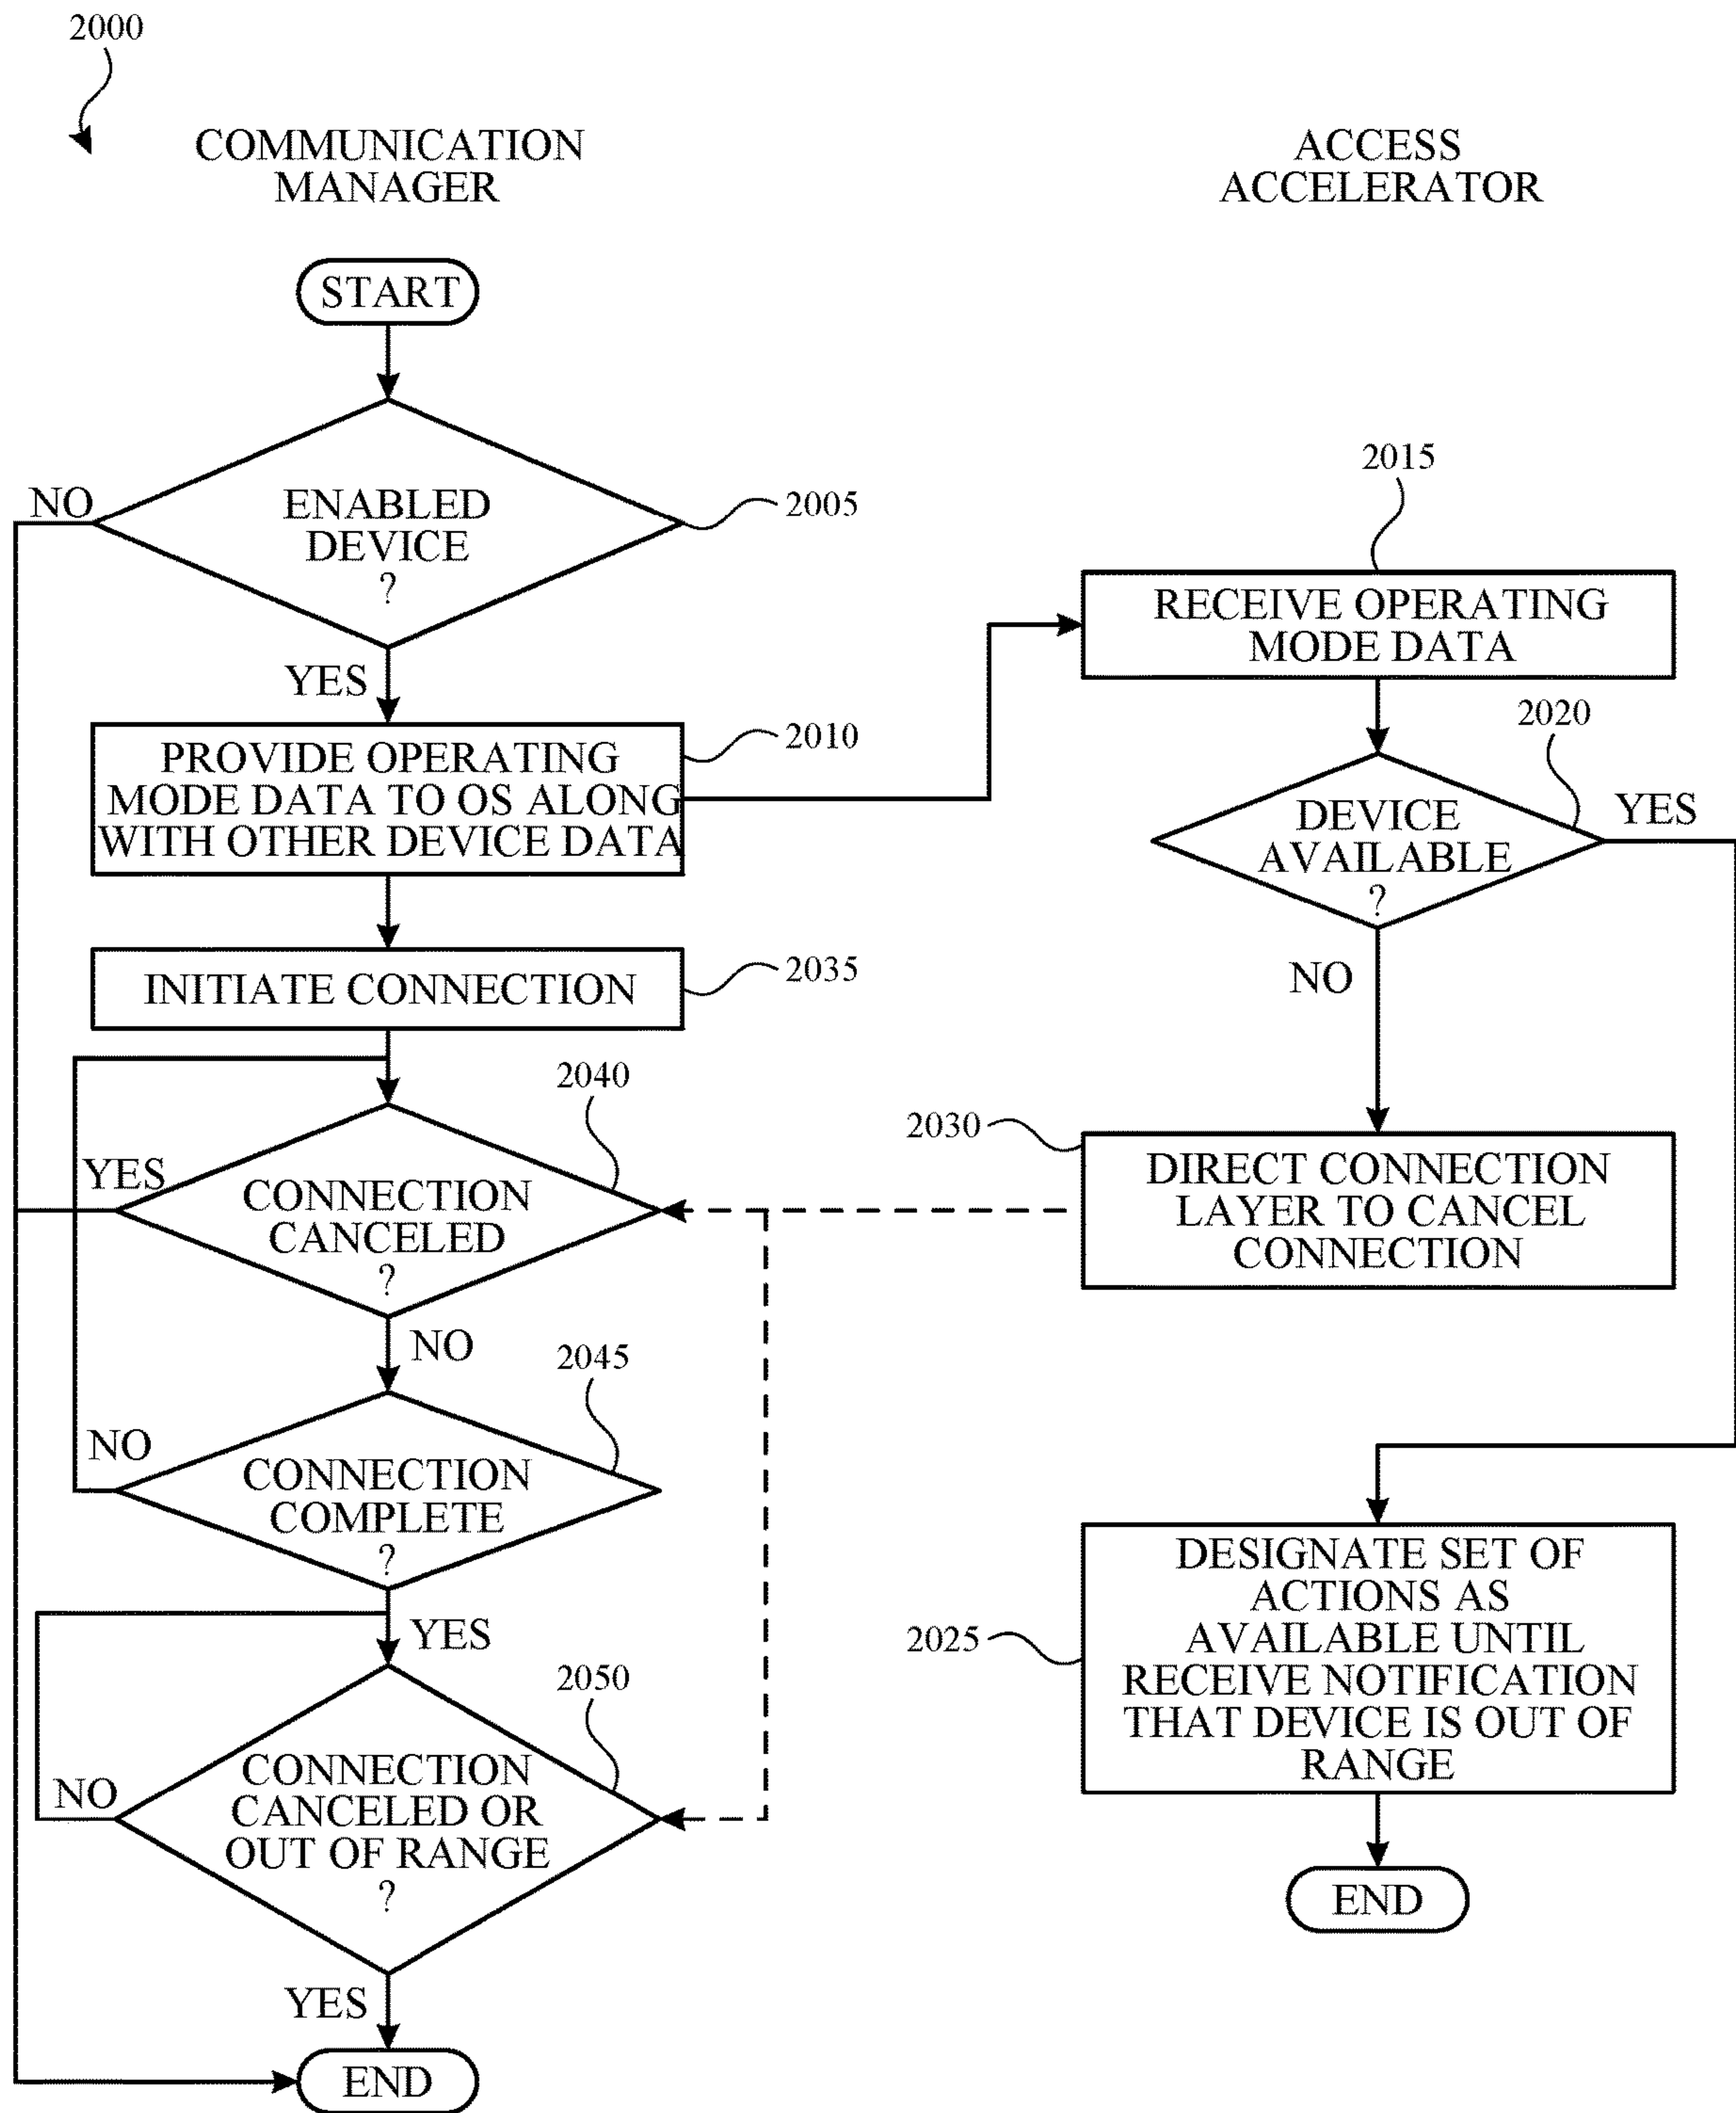 2000
COMMUNICATION
MANAGER
ACCESS
ACCELERATOR
START
ENABLED
DEVICE
?
2005
NO
YES
PROVIDE OPERATING
MODE DATA TO OS ALONG
WITH OTHER DEVICE DATA
2010
INITIATE CONNECTION
2035
2040
CONNECTION
CANCELED
?
YES
NO
2045
CONNECTION
COMPLETE
?
NO
YES
2050
CONNECTION
CANCELED OR
OUT OF RANGE
?
NO
YES
END
2015
RECEIVE OPERATING
MODE DATA
2020
DEVICE
AVAILABLE
?
YES
NO
2030
DIRECT CONNECTION
LAYER TO CANCEL
CONNECTION
2025
DESIGNATE SET OF
ACTIONS AS
AVAILABLE UNTIL
RECEIVE NOTIFICATION
THAT DEVICE IS OUT OF
RANGE
END